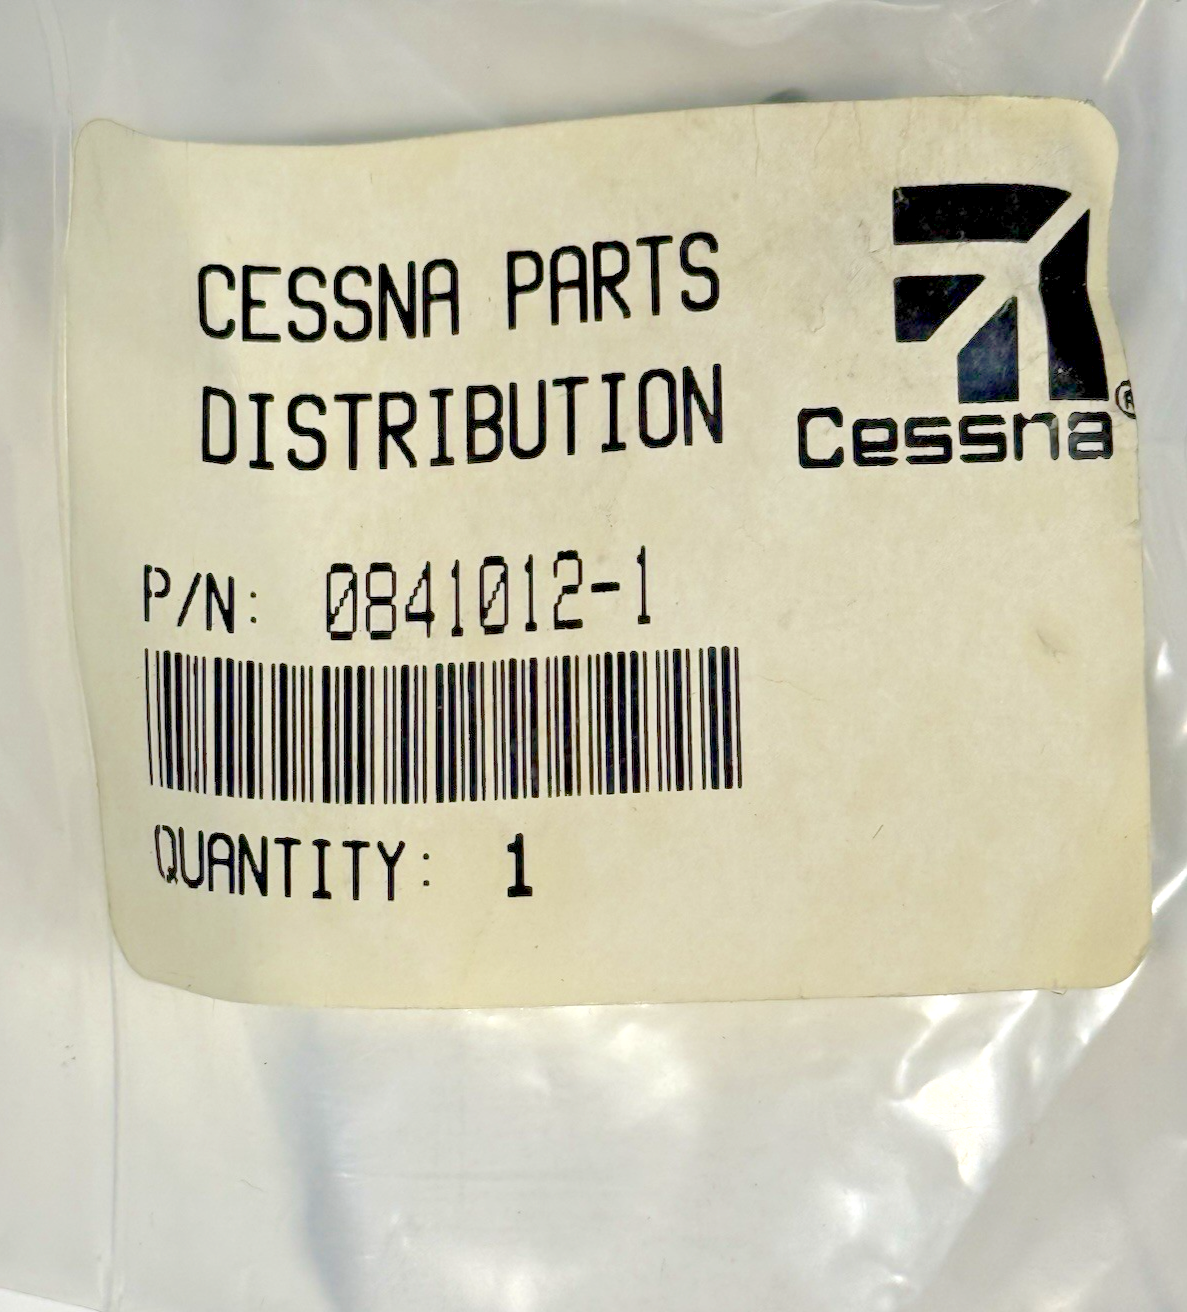 CESSNA PARTS
DISTRIBUTION
Cessna®
P/N: 0841012-1
QUANTITY: 1